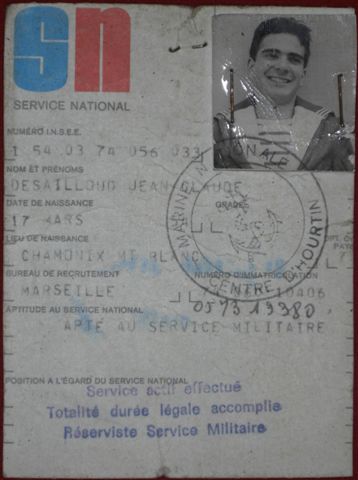 sn
SERVICE NATIONAL
NUMÉRO I.N.S.E.E.
1 54 03 74 056 033
NOM ET PRÉNOMS
DESAILLOUD JEAN CLAUDE
DATE DE NAISSANCE
GRADE
17 MARS
LIEU DE NAISSANCE
CHAMONIX MT BLANC
BUREAU DE RECRUTEMENT
NUMÉRO D'IMMATRICULATION
MARSEILLE
10406
0573 19380
APTITUDE AU SERVICE NATIONAL
APTE AU SERVICE MILITAIRE
MARINE NATIONALE
CENTRE HOURTIN
POSITION A L'ÉGARD DU SERVICE NATIONAL
Service actif effectué
Totalité durée légale accomplie
Réserviste Service Militaire